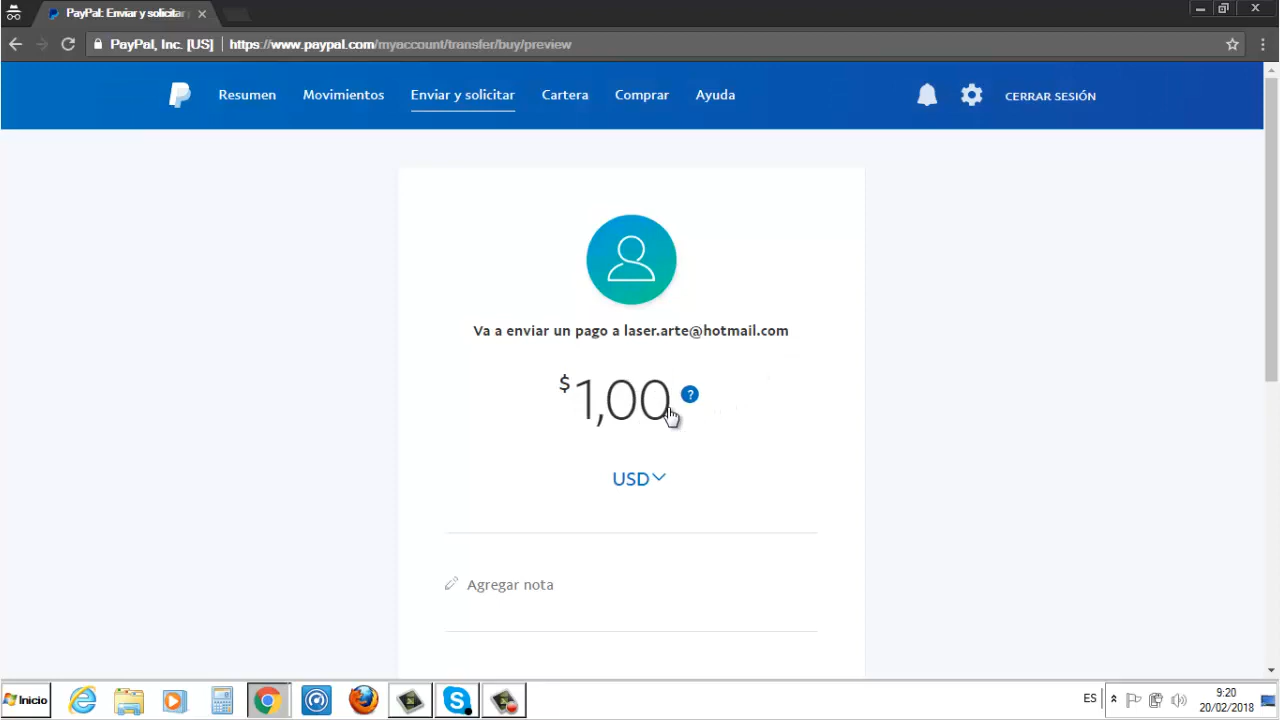 PayPal: Enviar y solicitar
PayPal, Inc. [US] https://www.paypal.com/myaccount/transfer/buy/preview
Resumen Movimientos Enviar y solicitar Cartera Comprar Ayuda CERRAR SESIÓN
Va a enviar un pago a laser.arte@hotmail.com
$1,00 ?
USD
Agregar nota
Inicio ES 9:20
20/02/2018